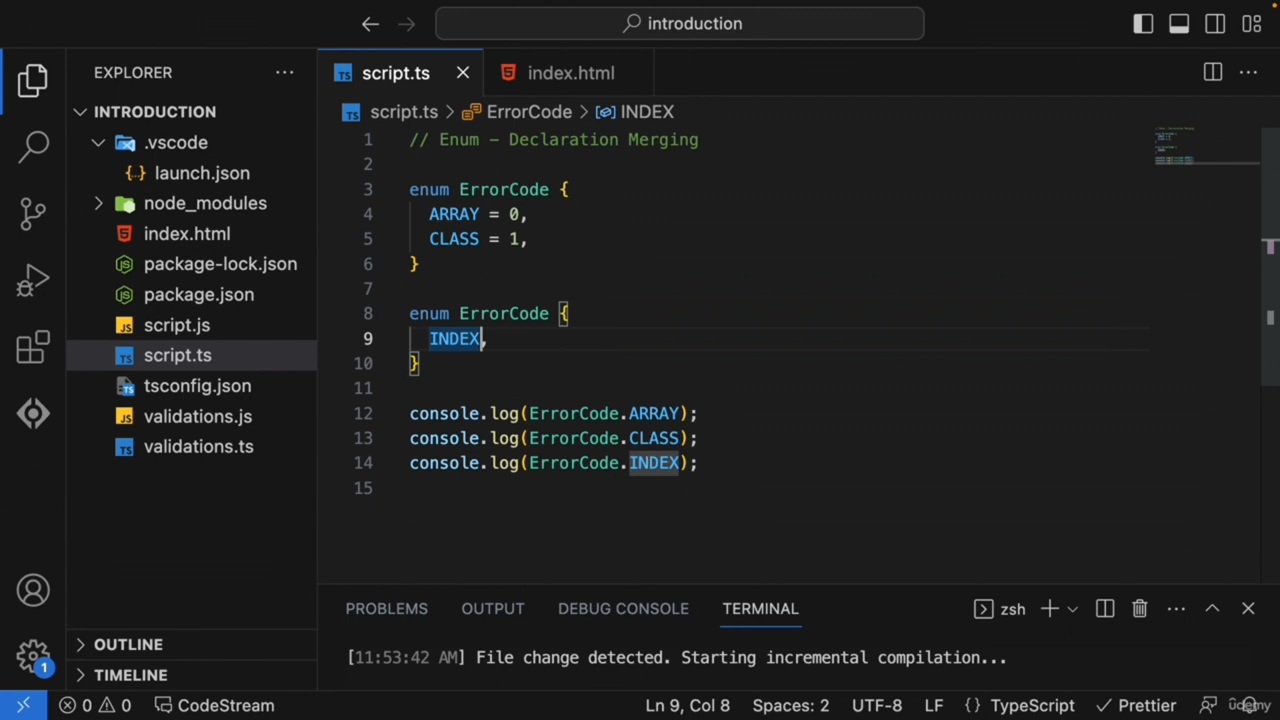 introduction
EXPLORER
script.ts
index.html
INTRODUCTION
script.ts > ErrorCode > INDEX
.vscode
launch.json
node_modules
index.html
package-lock.json
package.json
script.js
script.ts
tsconfig.json
validations.js
validations.ts
OUTLINE
TIMELINE
1 // Enum – Declaration Merging
2
3 enum ErrorCode {
4 ARRAY = 0,
5 CLASS = 1,
6 }
7
8 enum ErrorCode {
9 INDEX,
10 }
11
12 console.log(ErrorCode.ARRAY);
13 console.log(ErrorCode.CLASS);
14 console.log(ErrorCode.INDEX);
15
PROBLEMS OUTPUT DEBUG CONSOLE TERMINAL zsh
[11:53:42 AM] File change detected. Starting incremental compilation...
1
0 0 CodeStream Ln 9, Col 8 Spaces: 2 UTF-8 LF {} TypeScript Prettier
udemy